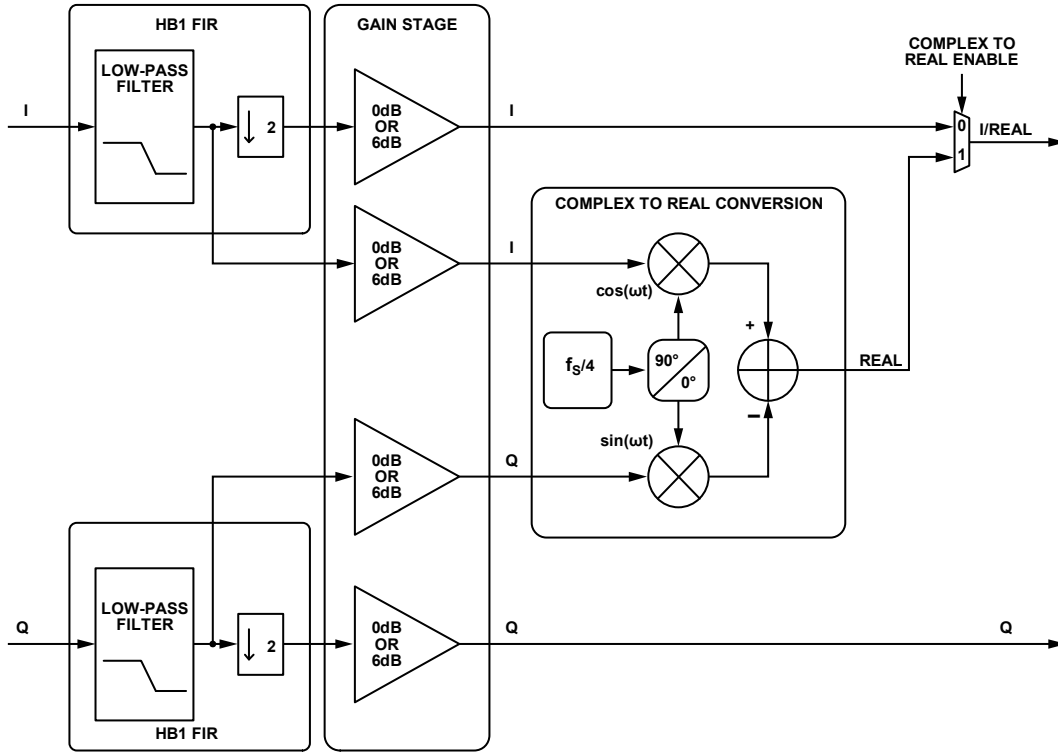 HB1 FIR
GAIN STAGE
COMPLEX TO
REAL ENABLE
LOW-PASS
FILTER
I
2
0dB
OR
6dB
I
0
1
I/REAL
0dB
OR
6dB
I
COMPLEX TO REAL CONVERSION
cos(ωt)
+
fS/4
90°
0°
REAL
–
sin(ωt)
0dB
OR
6dB
Q
LOW-PASS
FILTER
Q
2
0dB
OR
6dB
Q
Q
HB1 FIR